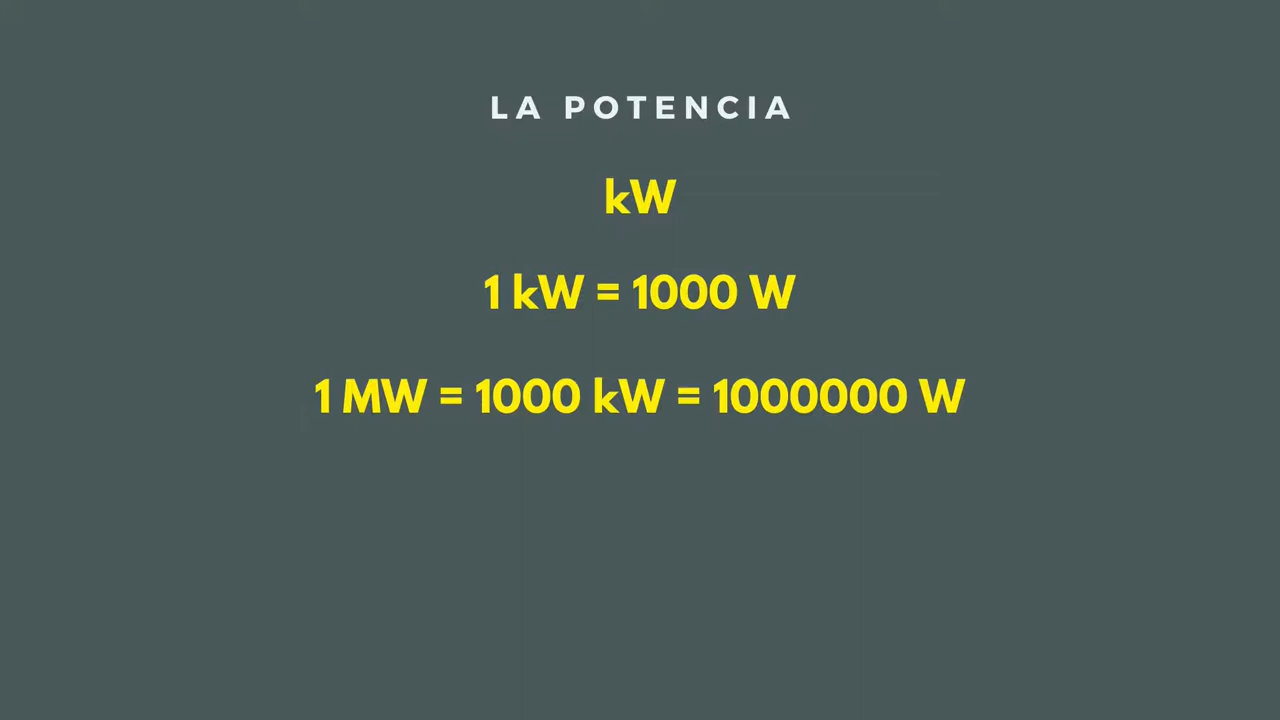 LA POTENCIA
kW
1 kW = 1000 W
1 MW = 1000 kW = 1000000 W